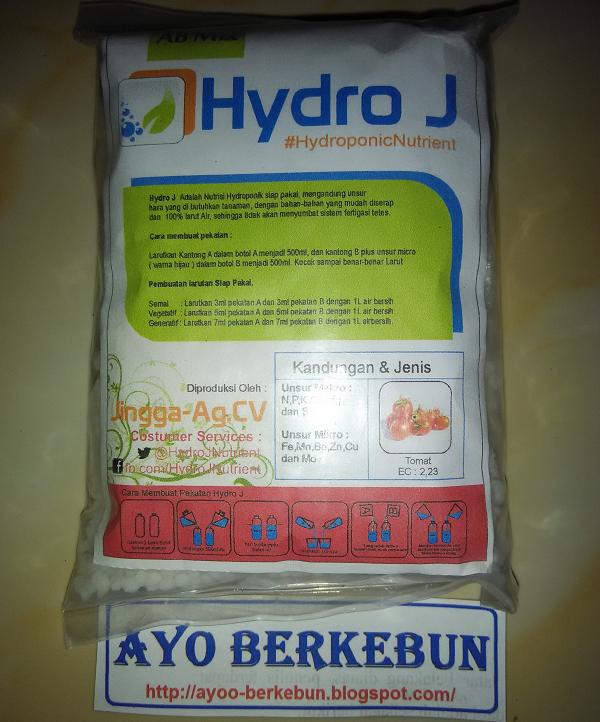 AB Mix
Hydro J
#HydroponicNutrient
Hydro J Adalah Nutrisi Hydroponik siap pakai, mengandung unsur
hara yang di butuhkan tanaman, dengan bahan-bahan yang mudah diserap
dan 100% larut Air, sehingga tidak akan menyumbat sistem fertigasi tetes.
Cara membuat pekatan :
Larutkan Kantong A dalam botol A menjadi 500ml, dan kantong B plus unsur micro
( warna hijau ) dalam botol B menjadi 500ml. Kocok sampai benar-benar Larut
Pembuatan larutan Siap Pakai.
Semai : Larutkan 3ml pekatan A dan 3ml pekatan B dengan 1L air bersih.
Vegetatif : Larutkan 5ml pekatan A dan 5ml pekatan B dengan 1L air bersih.
Generatif : Larutkan 7ml pekatan A dan 7ml pekatan B dengan 1L airbersih.
Kandungan & Jenis
Diproduksi Oleh :
Jingga-Ag.CV
Costumer Services :
@HydroJNutrient
fb.com/HydroJNutrient
Unsur Makro :
N,P,K
dan S
Unsur Mikro :
Fe,Mn,Bo,Zn,Cu
dan Mo
Tomat
EC : 2,23
Cara Membuat Pekatan Hydro J
AYO BERKEBUN
http://ayoo-berkebun.blogspot.com/